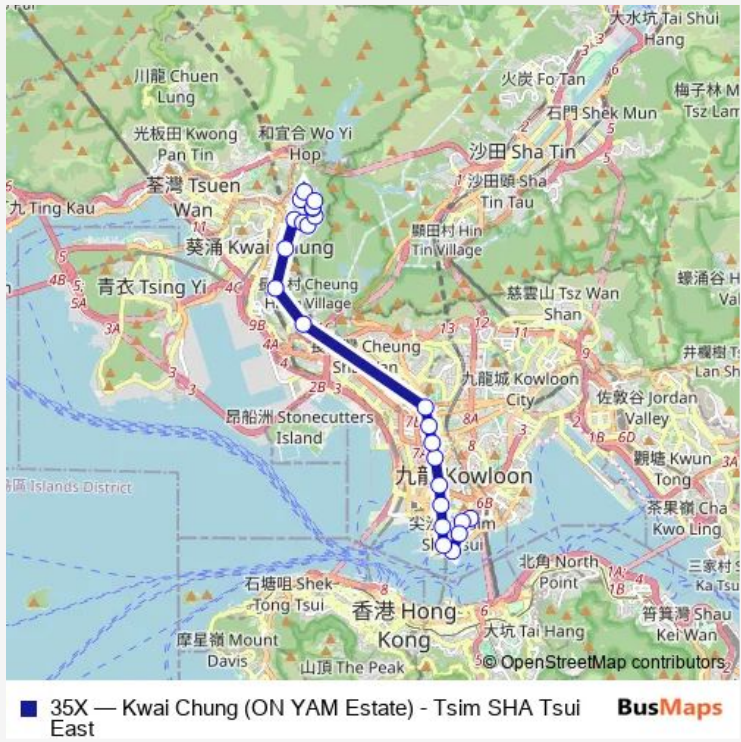 大水坑 Tai Shui
Hang
川龍 Chuen
Lung
火炭 Fo Tan
梅子林 M
Tsz Lam
石門 Shek Mun
光板田 Kwong
Pan Tin
和宜合 Wo Yi
Hop
沙田 Sha Tin
荃灣 Tsuen
Wan
沙田頭 Sha
Tin Tau
九 Ting Kau
顯田村 Hin
Tin Village
葵涌 Kwai
ung
青衣 Tsing Yi
村 Cheung
Village
慈雲山 Tsz Wan
Shan
蠔涌谷 H
Val
Cheung
井欄樹 Ts
Lan Sh
九龍城 Kowloon
City
佐敦谷 Jordan
Valley
昂船洲 Stonecutters
Island
觀塘 Kwun
Tong
Kowloon
Islands District
茶果嶺 Cha
Kwo Ling
北角 North
Point
三家村 S
Ka Tsu
石塘咀 Shek
Tong Tsui
香港 Hong
Kong
大坑 Tai Hang
筲箕灣 Shau
Kei Wan
摩星嶺 Mount
Davis
山頂 The Peak
© OpenStreetMap contributors
35X — Kwai Chung (ON YAM Estate) - Tsim SHA Tsui
East
BusMaps